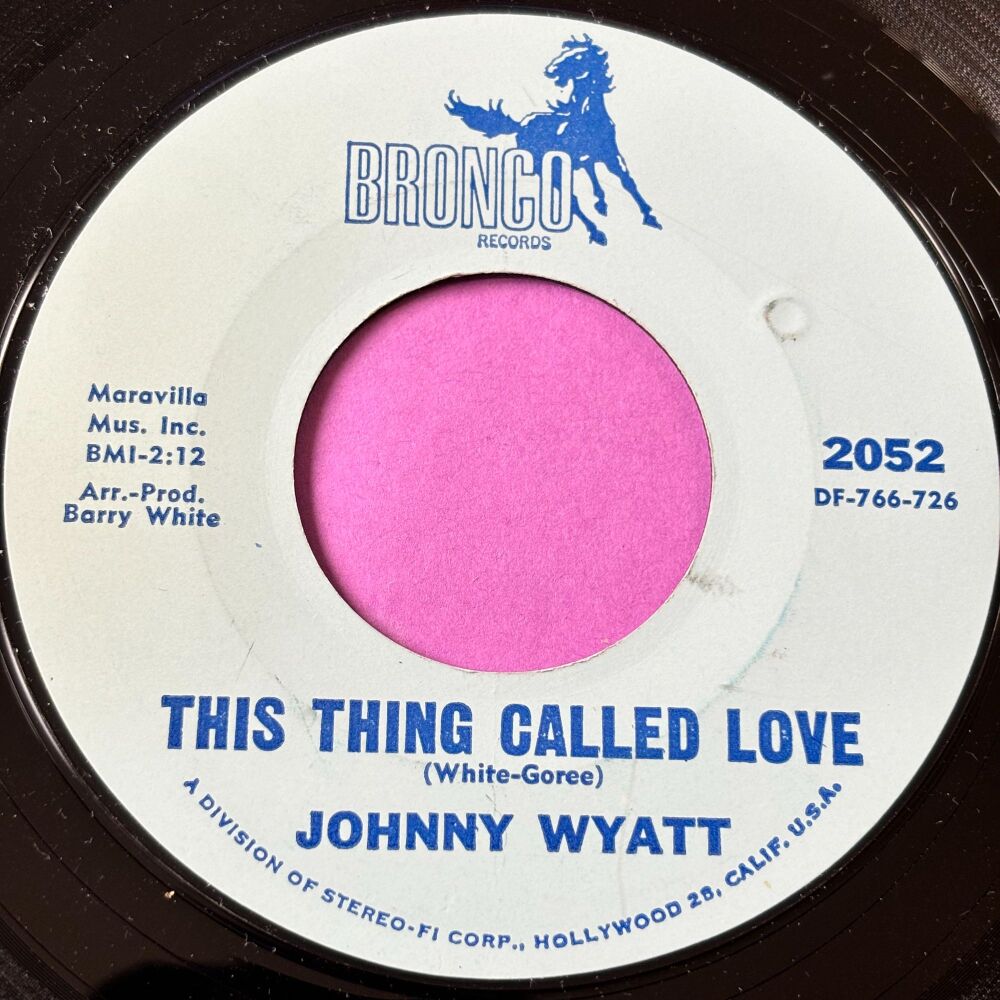 BRONCO
RECORDS
Maravilla
Mus. Inc.
BMI-2:12
Arr.-Prod.
Barry White
2052
DF-766-726
THIS THING CALLED LOVE
(White-Goree)
JOHNNY WYATT
A DIVISION OF STEREO-FI CORP., HOLLYWOOD 28, CALIF. U.S.A.